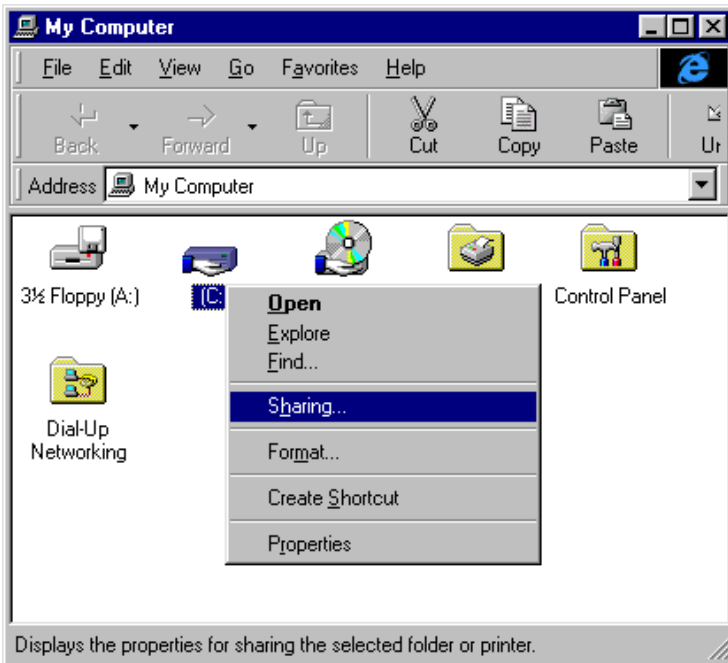 My Computer
File Edit View Go Favorites Help
Back Forward Up Cut Copy Paste
Address My Computer
3½ Floppy (A:) (C: Control Panel
Open
Explore
Find...
Sharing...
Format...
Create Shortcut
Properties
Dial-Up
Networking
Displays the properties for sharing the selected folder or printer.